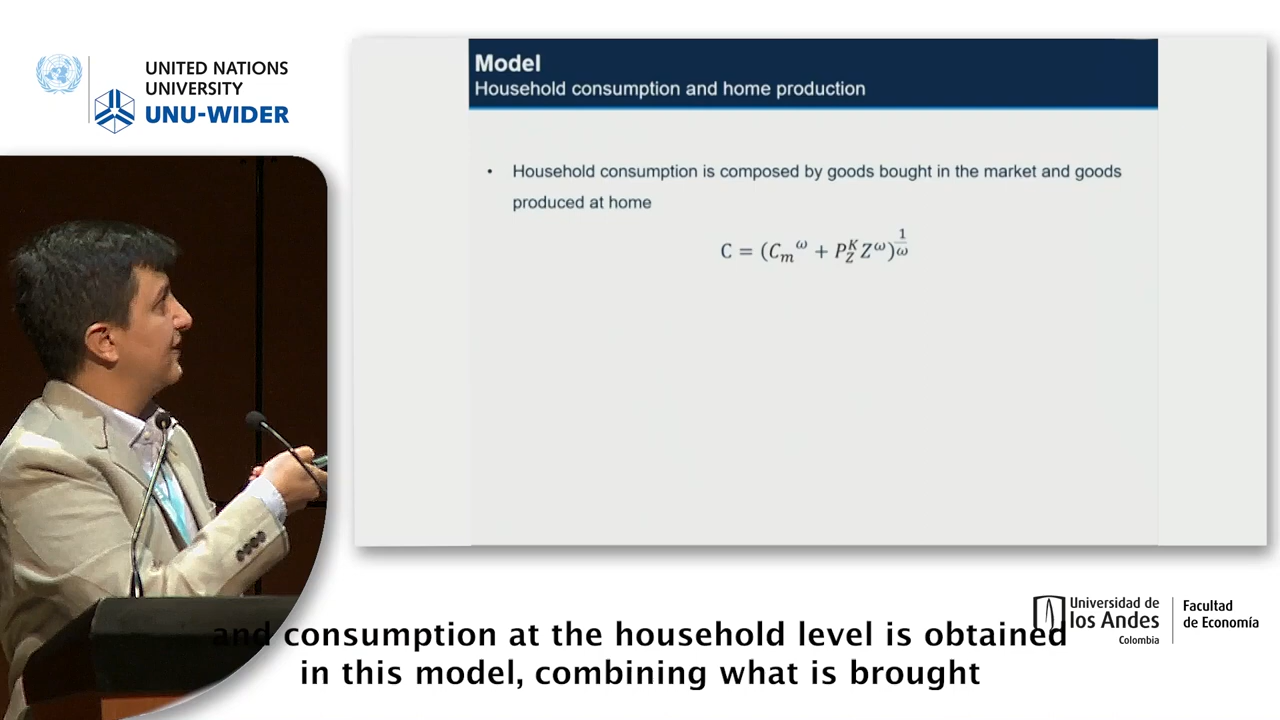 UNITED NATIONS
UNIVERSITY
UNU-WIDER
Model
Household consumption and home production
• Household consumption is composed by goods bought in the market and goods
produced at home
C = (Cₘ^ω + P_Z^K Z^ω)^(1/ω)
Universidad de
los Andes
Colombia
Facultad
de Economía
and consumption at the household level is obtained
in this model, combining what is brought